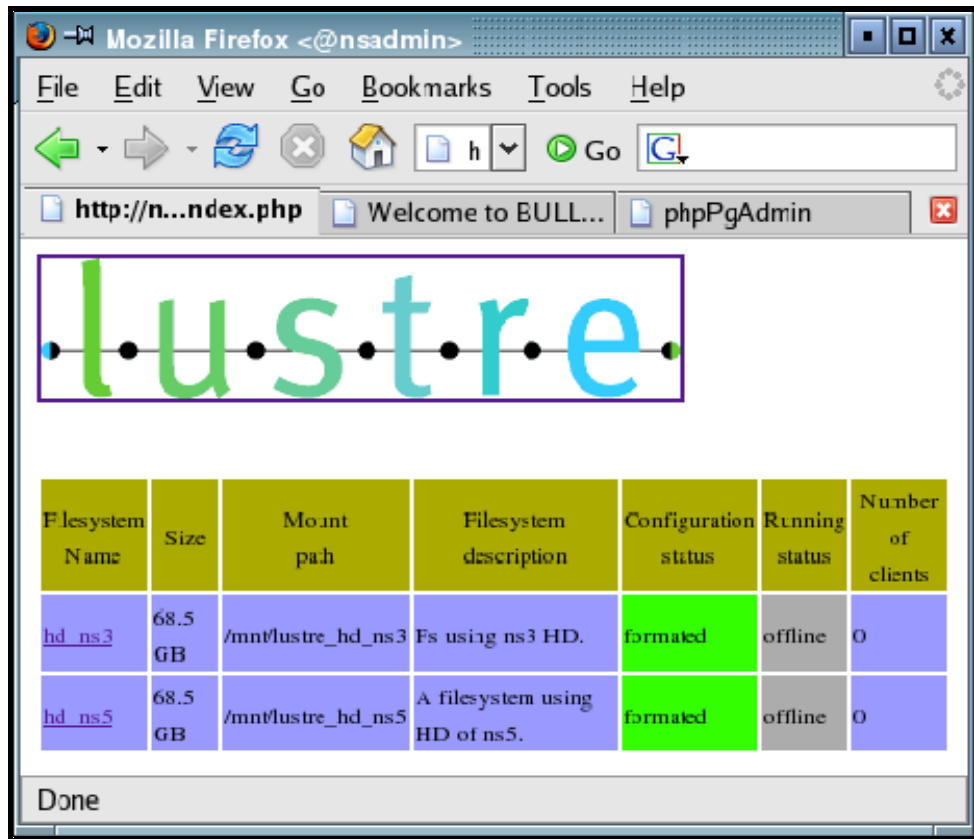 Mozilla Firefox <@nsadmin>
File Edit View Go Bookmarks Tools Help
h Go G
http://n...ndex.php Welcome to BULL... phpPgAdmin
lustre
Filesystem Name Size Mount path Filesystem description Configuration status Running status Number of clients
hd_ns3 68.5 GB /mnt/lustre_hd_ns3 Fs using ns3 HD. formated offline 0
hd_ns5 68.5 GB /mnt/lustre_hd_ns5 A filesystem using HD of ns5. formated offline 0
Done